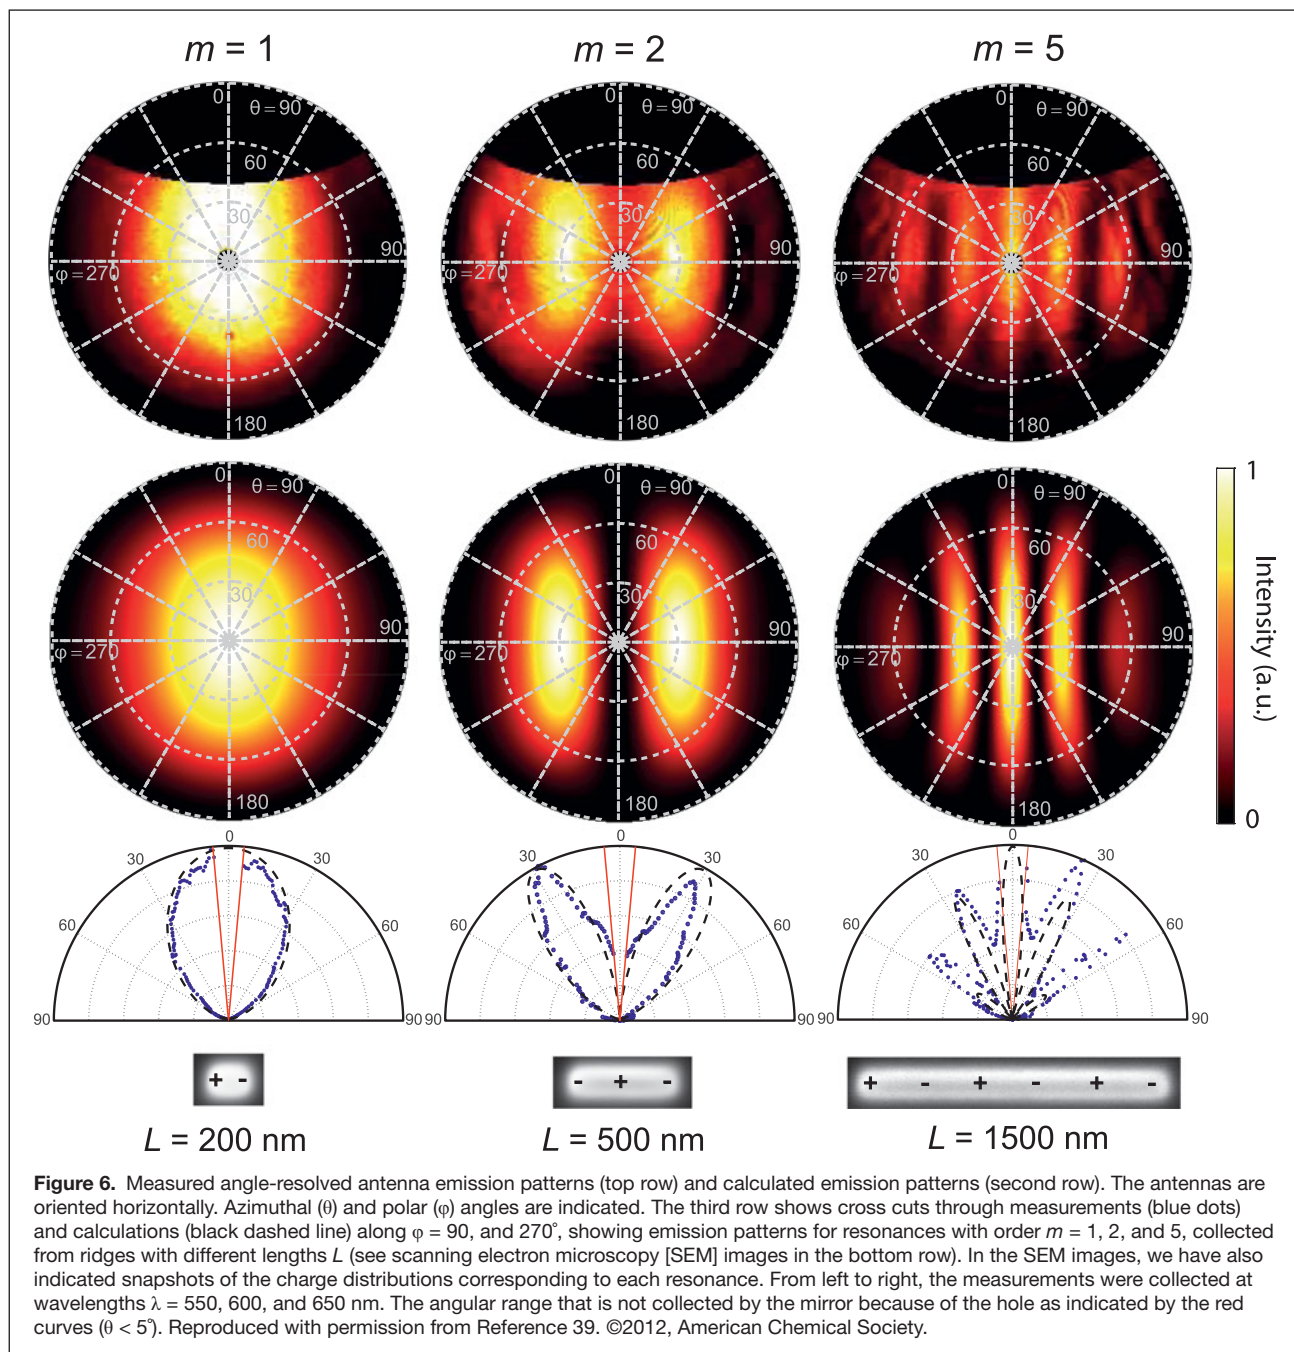 m = 1
m = 2
m = 5
0
θ = 90
60
30
90
φ = 270
180
0
θ = 90
60
30
90
φ = 270
180
0
θ = 90
60
30
90
φ = 270
180
0
θ = 90
60
30
90
φ = 270
180
0
θ = 90
60
30
90
φ = 270
180
0
θ = 90
60
30
90
φ = 270
180
1
Intensity (a.u.)
0
0
30
30
60
60
90
90
0
30
30
60
60
90
90
0
30
30
60
60
90
90
+ -
- + -
+ - + - + -
L = 200 nm
L = 500 nm
L = 1500 nm
Figure 6. Measured angle-resolved antenna emission patterns (top row) and calculated emission patterns (second row). The antennas are
oriented horizontally. Azimuthal (θ) and polar (φ) angles are indicated. The third row shows cross cuts through measurements (blue dots)
and calculations (black dashed line) along φ = 90, and 270°, showing emission patterns for resonances with order m = 1, 2, and 5, collected
from ridges with different lengths L (see scanning electron microscopy [SEM] images in the bottom row). In the SEM images, we have also
indicated snapshots of the charge distributions corresponding to each resonance. From left to right, the measurements were collected at
wavelengths λ = 550, 600, and 650 nm. The angular range that is not collected by the mirror because of the hole as indicated by the red
curves (θ < 5°). Reproduced with permission from Reference 39. ©2012, American Chemical Society.